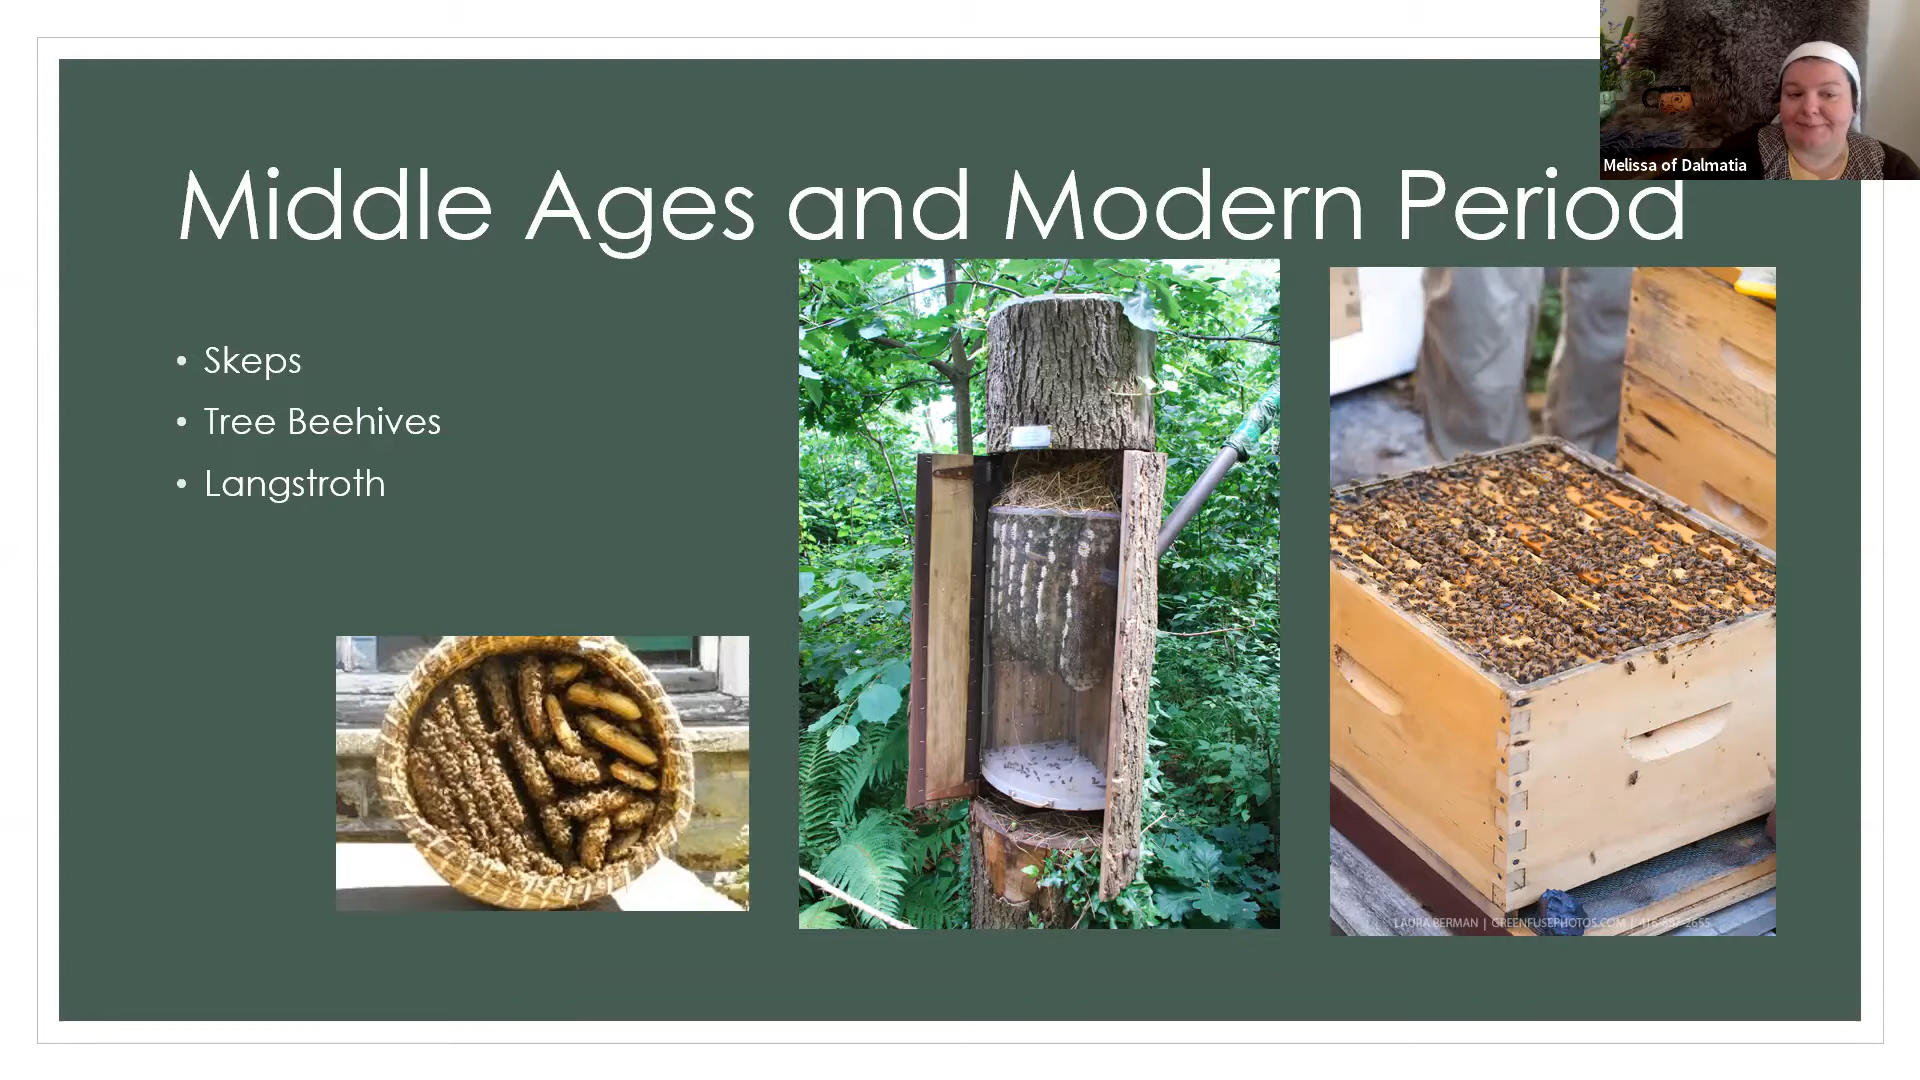 Melissa of Dalmatia
Middle Ages and Modern Period
• Skeps
• Tree Beehives
• Langstroth
LAURA BERMAN | GREENFUSEPHOTOS.COM |